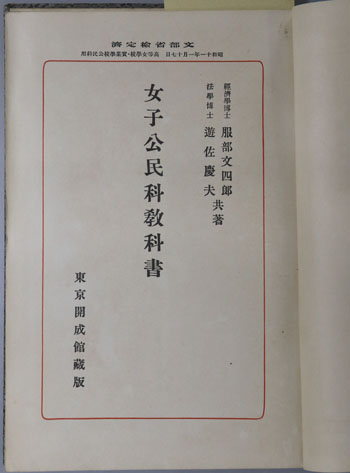 文部省検定済
昭和十一年一月十七日 高等女學校・實業學校公民科用
經濟學博士 服部文四郎
法學博士 遊佐慶夫
共著
女子公民科教科書
東京開成館藏版